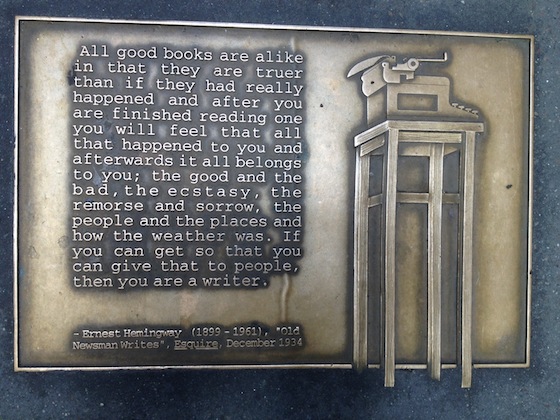 All good books are alike
in that they are truer
than if they had really
happened and after you
are finished reading one
you will feel that all
that happened to you and
afterwards it all belongs
to you; the good and the
bad, the ecstasy, the
remorse and sorrow, the
people and the places and
how the weather was. If
you can get so that you
can give that to people,
then you are a writer.
- Ernest Hemingway (1899 - 1961), "Old
Newsman Writes", Esquire, December 1934